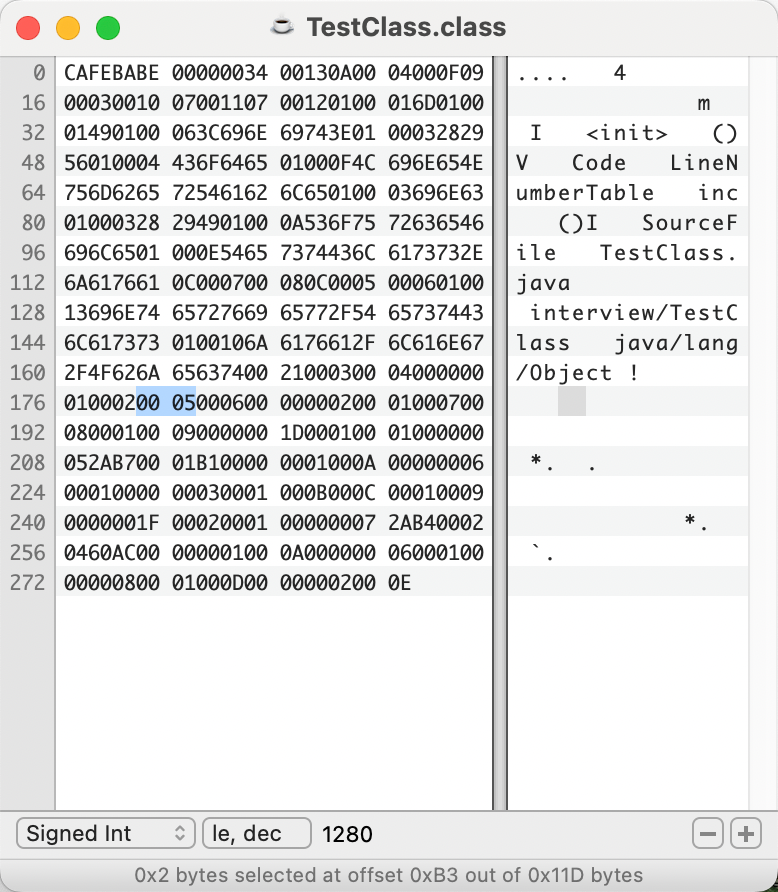 TestClass.class
0 CAFEBABE 00000034 00130A00 04000F09 .... 4
16 00030010 07001107 00120100 016D0100 m
32 01490100 063C696E 69743E01 00032829 I <init> ()
48 56010004 436F6465 01000F4C 696E654E V Code LineN
64 756D6265 72546162 6C650100 03696E63 umberTable inc
80 01000328 29490100 0A536F75 72636546 ()I SourceF
96 696C6501 000E5465 7374436C 6173732E ile TestClass.
112 6A617661 0C000700 080C0005 00060100 java
128 13696E74 65727669 65772F54 65737443 interview/TestC
144 6C617373 0100106A 6176612F 6C616E67 lass java/lang
160 2F4F626A 65637400 21000300 04000000 /Object !
176 01000200 05000600 00000200 01000700
192 08000100 09000000 1D000100 01000000
208 052AB700 01B10000 0001000A 00000006 *. .
224 00010000 00030001 000B000C 00010009
240 0000001F 00020001 00000007 2AB40002 *.
256 0460AC00 00000100 0A000000 06000100 `.
272 00000800 01000D00 00000200 0E
Signed Int le, dec 1280
0x2 bytes selected at offset 0xB3 out of 0x11D bytes